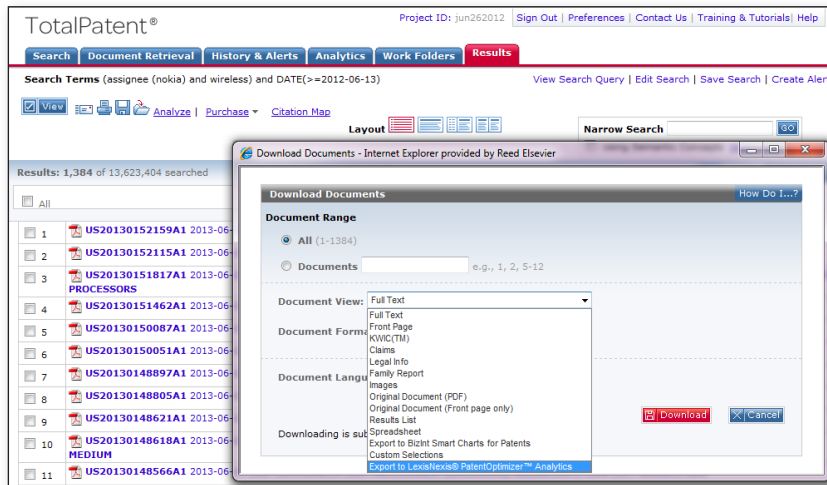 TotalPatent®
Project ID: jun262012 Sign Out | Preferences | Contact Us | Training & Tutorials| Help
Search Document Retrieval History & Alerts Analytics Work Folders Results
Search Terms (assignee (nokia) and wireless) and DATE(>=2012-06-13)
View Search Query | Edit Search | Save Search | Create Aler
View Analyze | Purchase Citation Map
Layout
Narrow Search GO
Results: 1,384 of 13,623,404 searched
All
1 US20130152159A1 2013-06-
2 US20130152115A1 2013-06-
3 US20130151817A1 2013-06-
PROCESSORS
4 US20130151462A1 2013-06-
5 US20130150087A1 2013-06-
6 US20130150051A1 2013-06-
7 US20130148897A1 2013-06-
8 US20130148805A1 2013-06-
9 US20130148621A1 2013-06-
10 US20130148618A1 2013-06-
MEDIUM
11 US20130148566A1 2013-06-
Download Documents - Internet Explorer provided by Reed Elsevier
Download Documents How Do I...?
Document Range
All (1-1384)
Documents e.g., 1, 2, 5-12
Document View: Full Text
Full Text
Front Page
Document Forma
KWIC(TM)
Claims
Legal Info
Family Report
Document Langu
Images
Original Document (PDF)
Original Document (Front page only)
Results List
Downloading is sub
Spreadsheet
Export to BizInt Smart Charts for Patents
Custom Selections
Export to LexisNexis® PatentOptimizer™ Analytics
Download Cancel